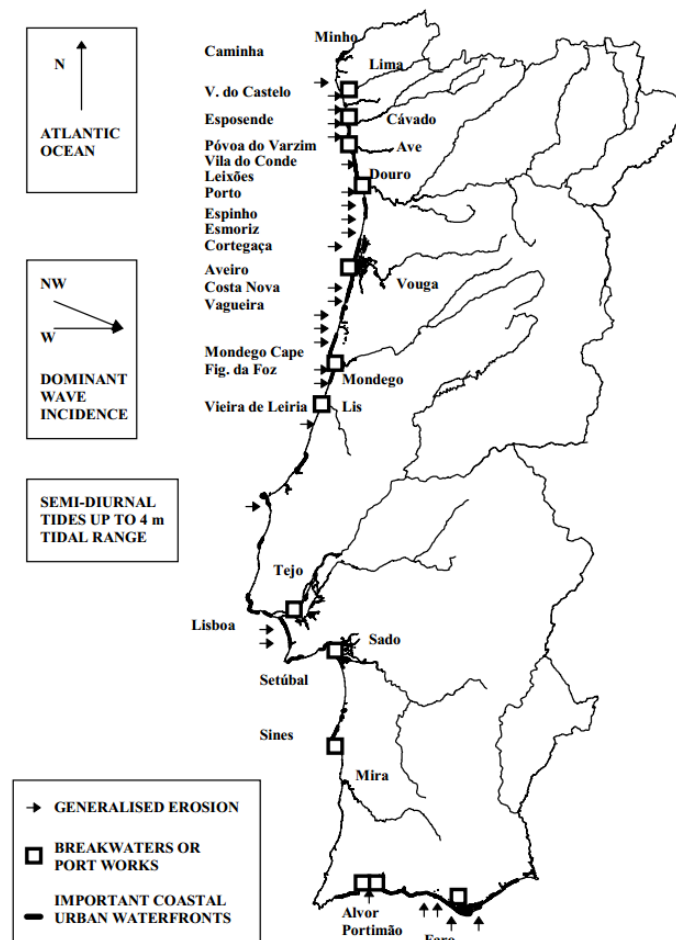 Minho
Caminha
Lima
V. do Castelo
Esposende
Cávado
Póvoa do Varzim
Ave
Vila do Conde
Leixões
Douro
Porto
Espinho
Esmoriz
Cortegaça
Aveiro
Vouga
Costa Nova
Vagueira
Mondego Cape
Fig. da Foz
Mondego
Vieira de Leiria
Lis
Tejo
Lisboa
Sado
Setúbal
Sines
Mira
Alvor
Portimão
Faro
N
ATLANTIC
OCEAN
NW
W
DOMINANT
WAVE
INCIDENCE
SEMI-DIURNAL
TIDES UP TO 4 m
TIDAL RANGE
GENERALISED EROSION
BREAKWATERS OR
PORT WORKS
IMPORTANT COASTAL
URBAN WATERFRONTS